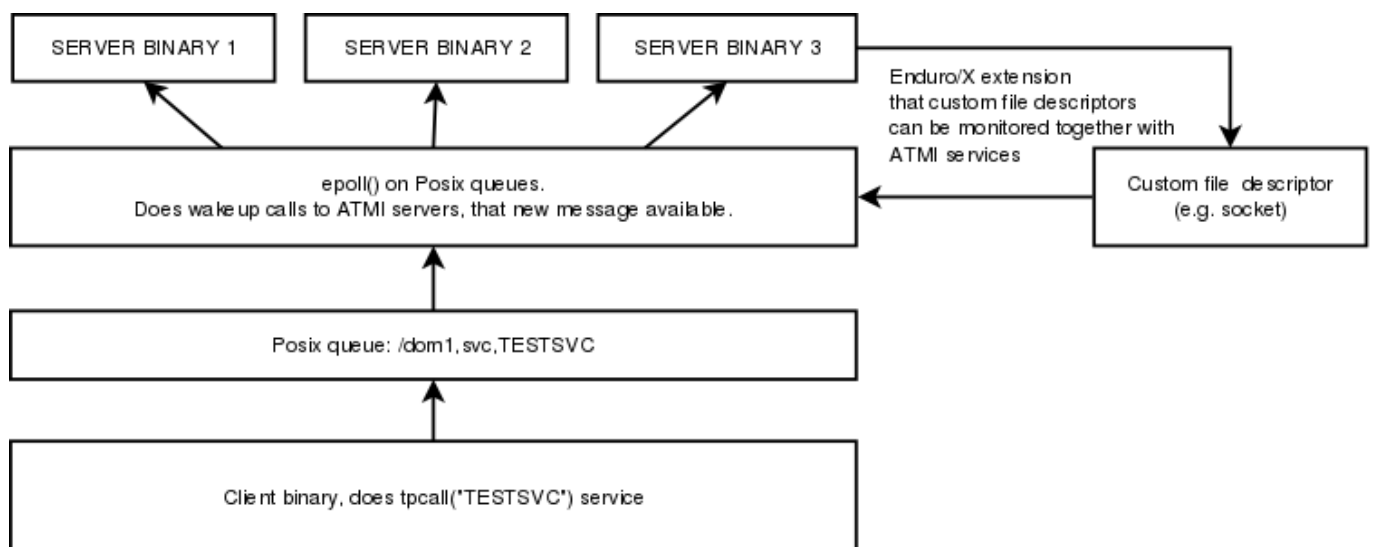 SERVER BINARY 1
SERVER BINARY 2
SERVER BINARY 3
Enduro/X extension
that custom file descriptors
can be monitored together with
ATMI services
epoll() on Posix queues.
Does wakeup calls to ATMI servers, that new message available.
Custom file descriptor
(e.g. socket)
Posix queue: /dom1,svc,TESTSVC
Client binary, does tpcall("TESTSVC") service